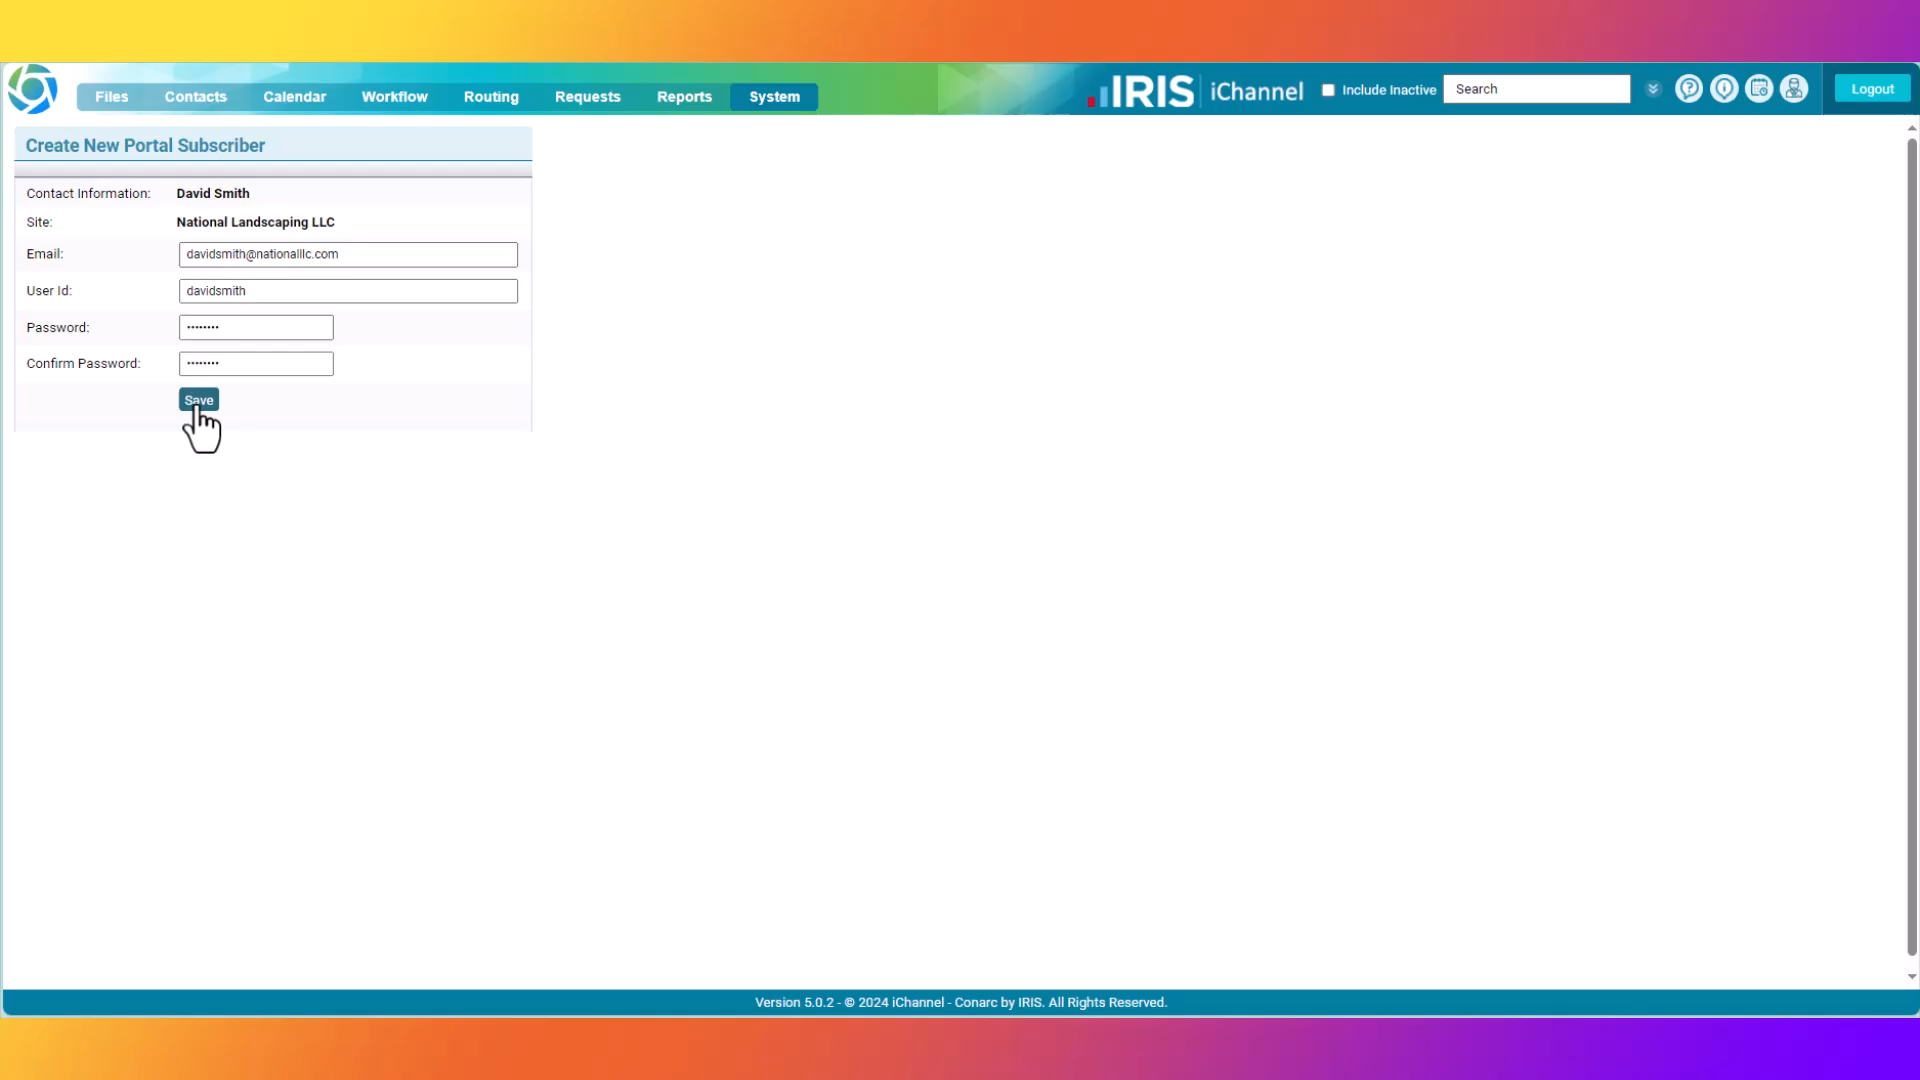 Files Contacts Calendar Workflow Routing Requests Reports System IRIS iChannel Include Inactive Search Logout
Create New Portal Subscriber
Contact Information: David Smith
Site: National Landscaping LLC
Email: davidsmith@nationalllc.com
User Id: davidsmith
Password: ••••••••
Confirm Password: ••••••••
Save
Version 5.0.2 - © 2024 iChannel - Conarc by IRIS. All Rights Reserved.